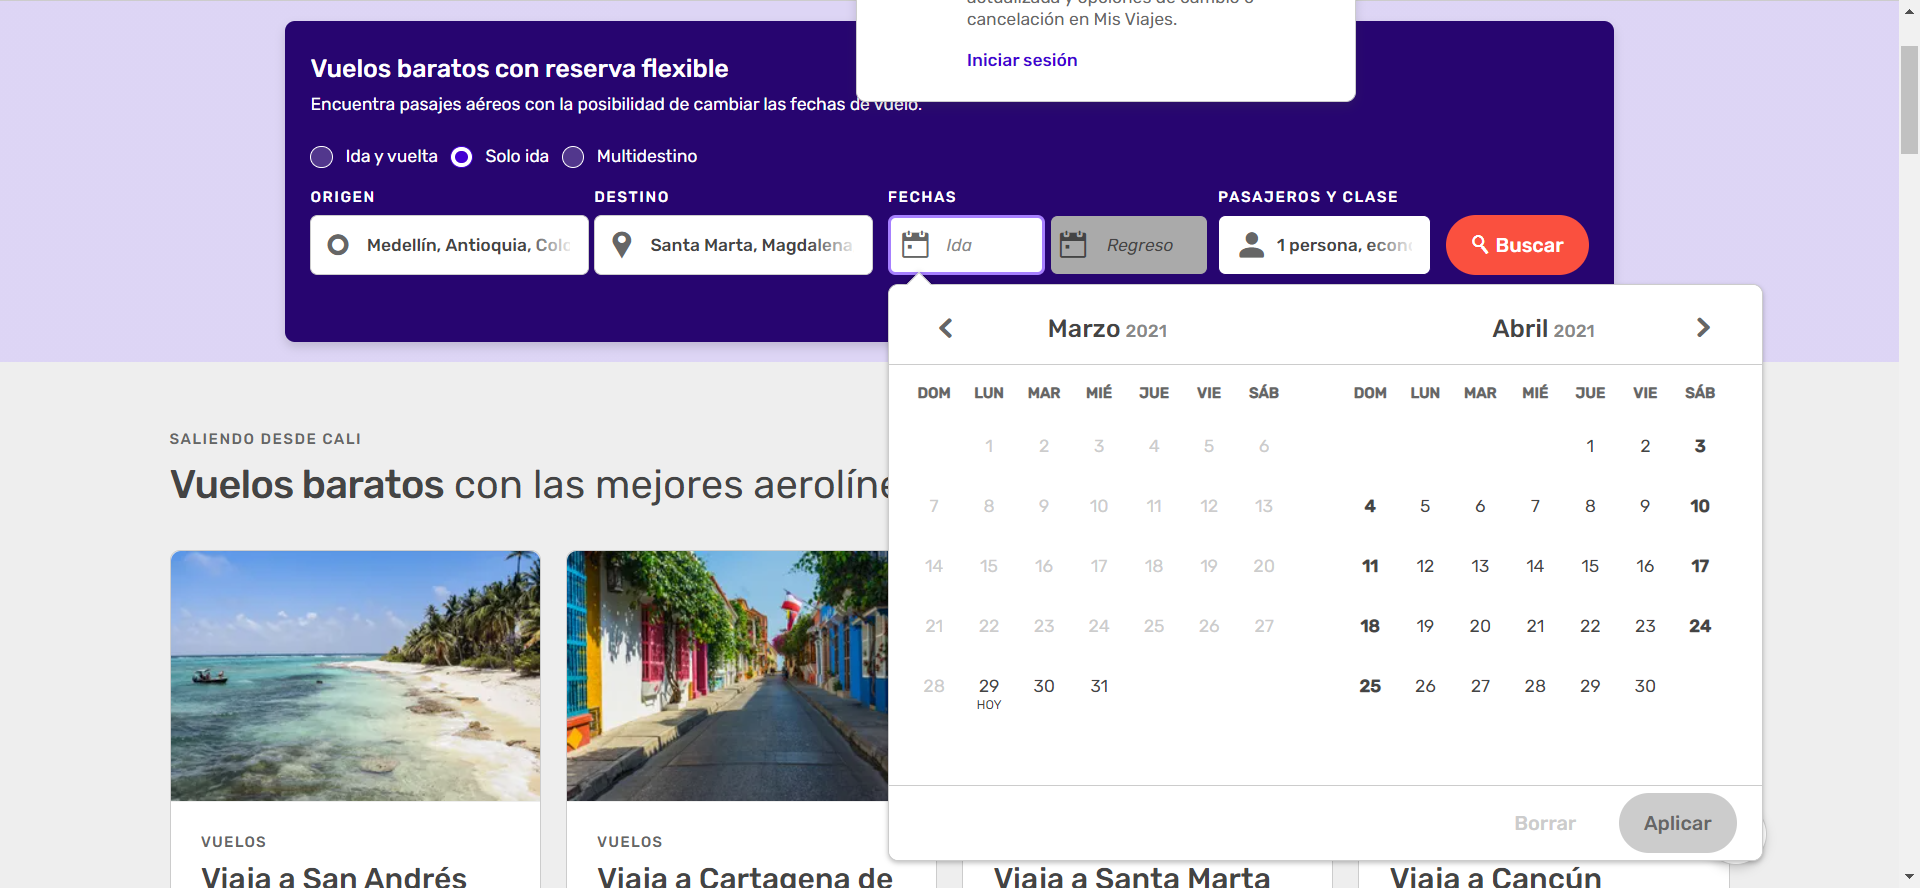 cancelación en Mis Viajes.
Iniciar sesión
Vuelos baratos con reserva flexible
Encuentra pasajes aéreos con la posibilidad de cambiar las fechas de vuelo.
Ida y vuelta Solo ida Multidestino
ORIGEN DESTINO FECHAS PASAJEROS Y CLASE
Medellín, Antioquia, Colo Santa Marta, Magdalena Ida Regreso 1 persona, econ Buscar
Marzo 2021 Abril 2021
DOM LUN MAR MIÉ JUE VIE SÁB DOM LUN MAR MIÉ JUE VIE SÁB
1 2 3 4 5 6 1 2 3
7 8 9 10 11 12 13 4 5 6 7 8 9 10
14 15 16 17 18 19 20 11 12 13 14 15 16 17
21 22 23 24 25 26 27 18 19 20 21 22 23 24
28 29 30 31 25 26 27 28 29 30
HOY
Borrar Aplicar
SALIENDO DESDE CALI
Vuelos baratos con las mejores aerolíne
VUELOS VUELOS
Viaja a San Andrés Viaja a Cartagena de Viaja a Santa Marta Viaja a Cancún